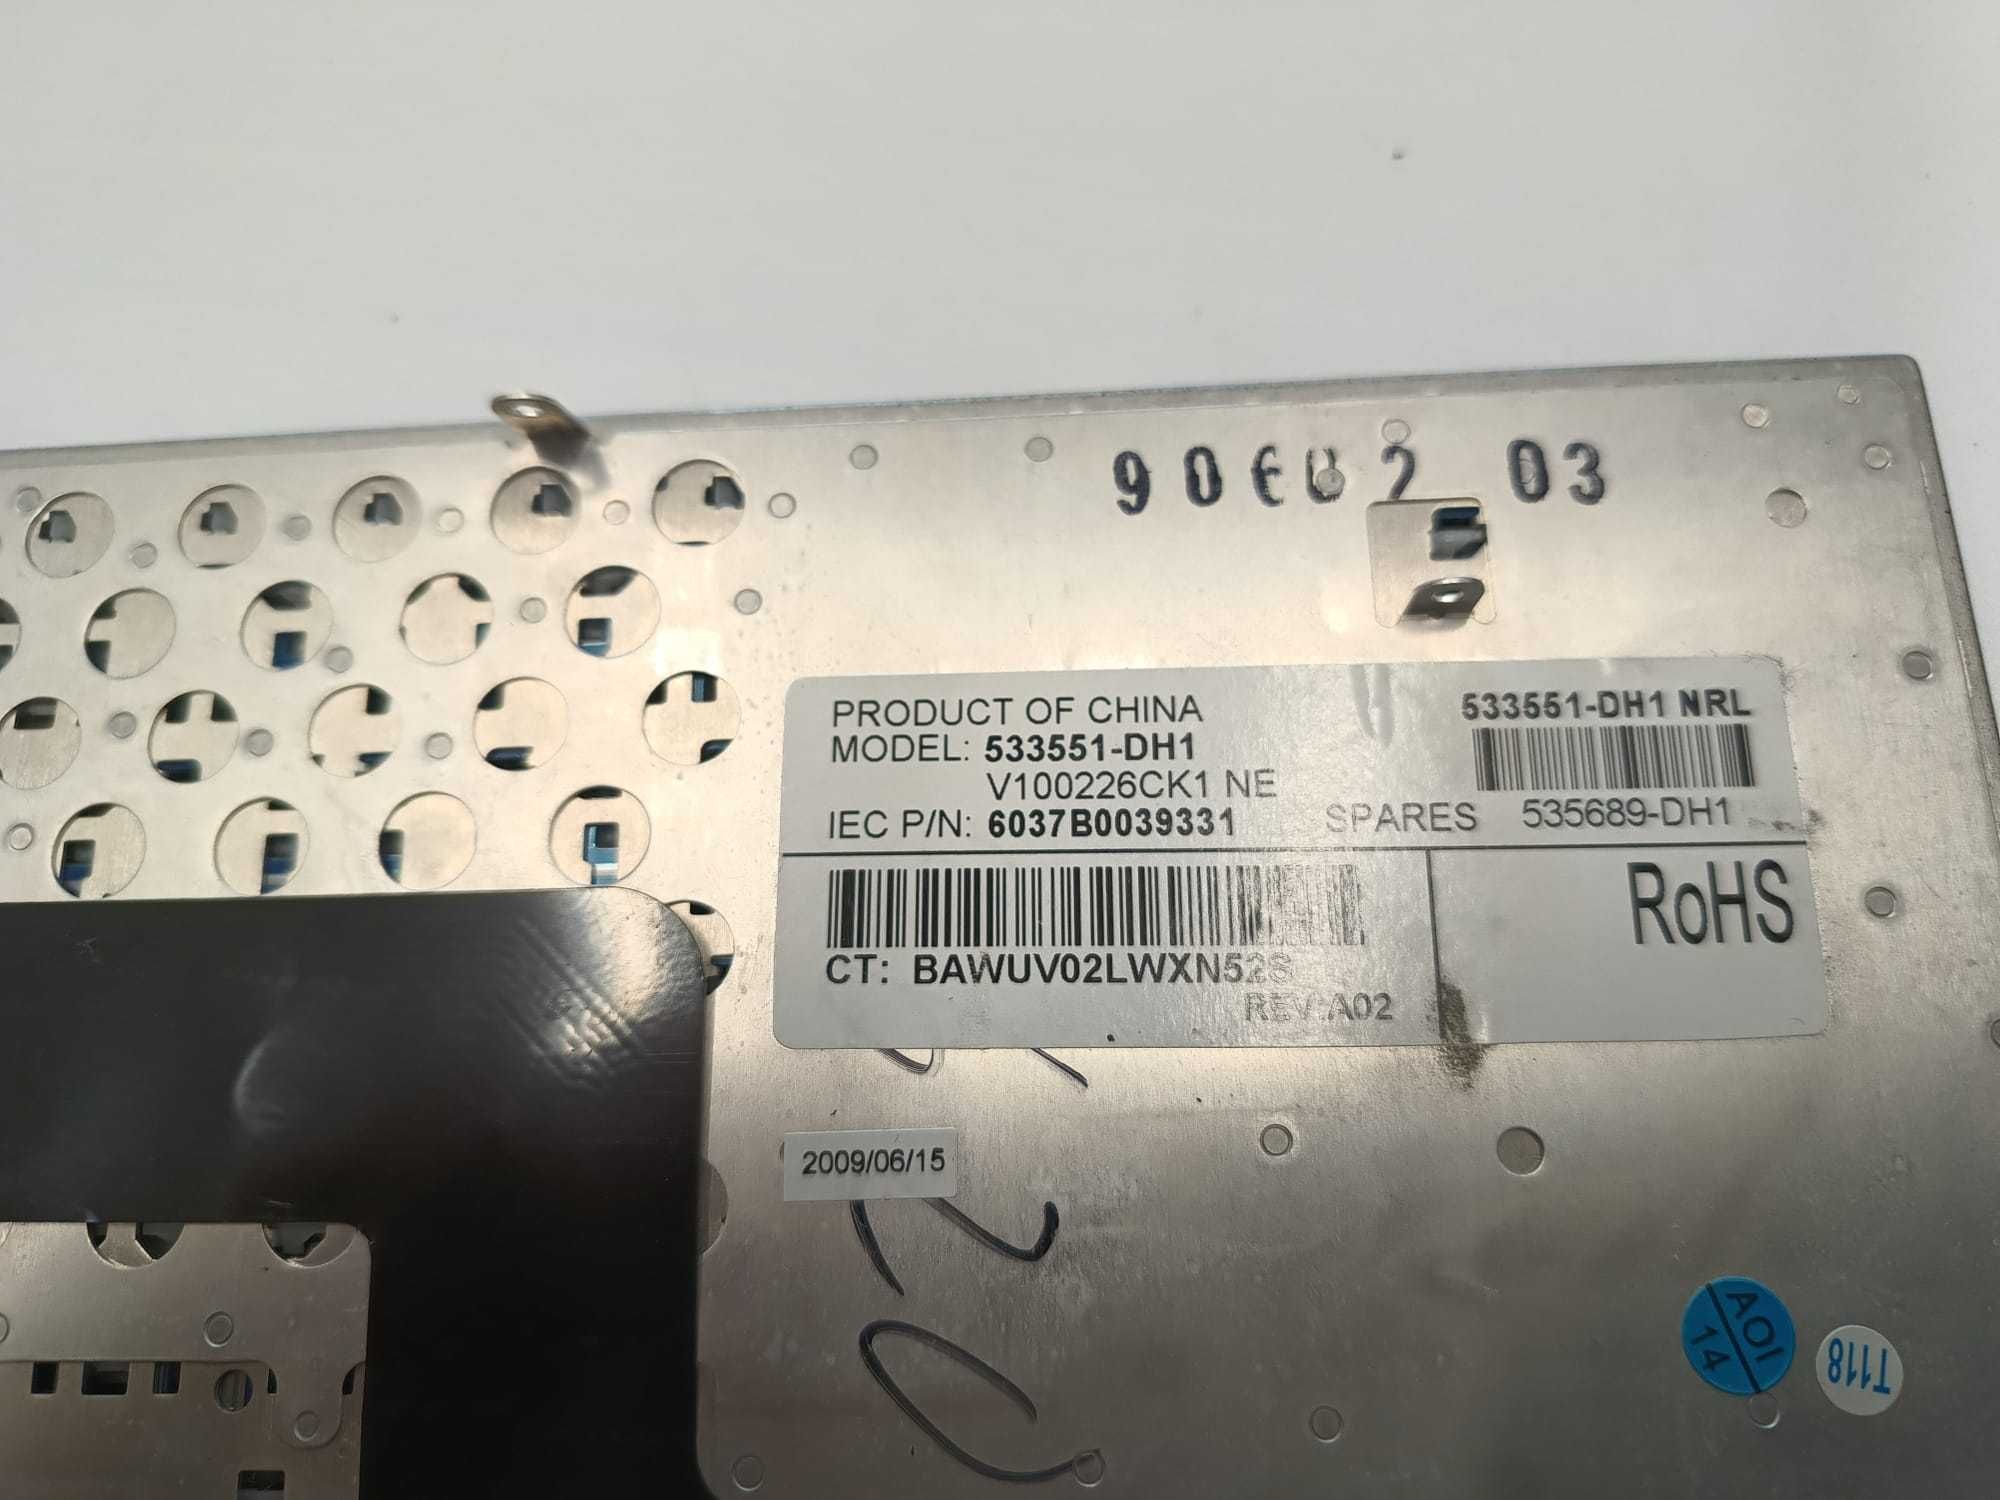 90602 03
PRODUCT OF CHINA
MODEL: 533551-DH1
V100226CK1 NE
IEC P/N: 6037B0039331
533551-DH1 NRL
SPARES 535689-DH1
RoHS
CT: BAWUV02LWXN52S
REV:A02
2009/06/15
AOI
14
T118